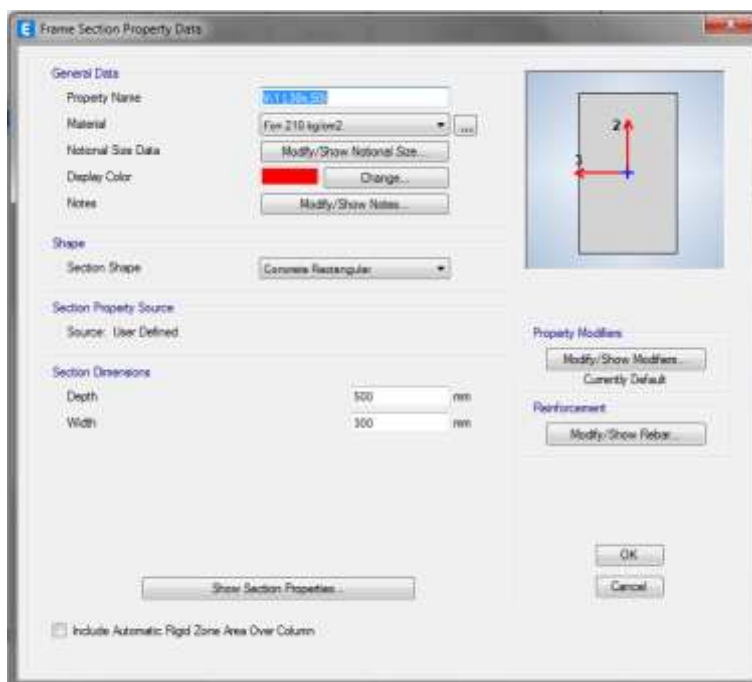 E Frame Section Property Data
General Data
Property Name
Material
Notional Size Data Modify/Show Notional Size...
Display Color Change...
Notes Modify/Show Notes...
Shape
Section Shape Concrete Rectangular
Section Property Source
Source: User Defined
Section Dimensions
Depth 500 mm
Width 300 mm
2
3
Property Modifiers
Modify/Show Modifiers...
Currently Default
Reinforcement
Modify/Show Rebar...
OK
Cancel
Show Section Properties...
Include Automatic Rigid Zone Area Over Column